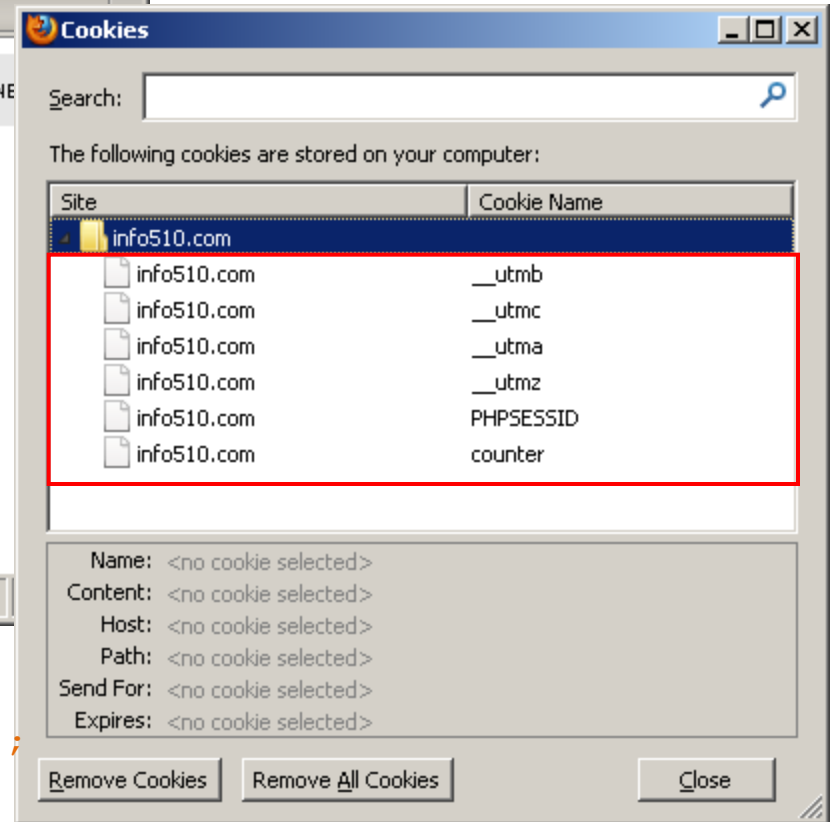 Cookies
Search:
The following cookies are stored on your computer:
Site Cookie Name
info510.com
info510.com __utmb
info510.com __utmc
info510.com __utma
info510.com __utmz
info510.com PHPSESSID
info510.com counter
Name: <no cookie selected>
Content: <no cookie selected>
Host: <no cookie selected>
Path: <no cookie selected>
Send For: <no cookie selected>
Expires: <no cookie selected>
;
Remove Cookies Remove All Cookies Close